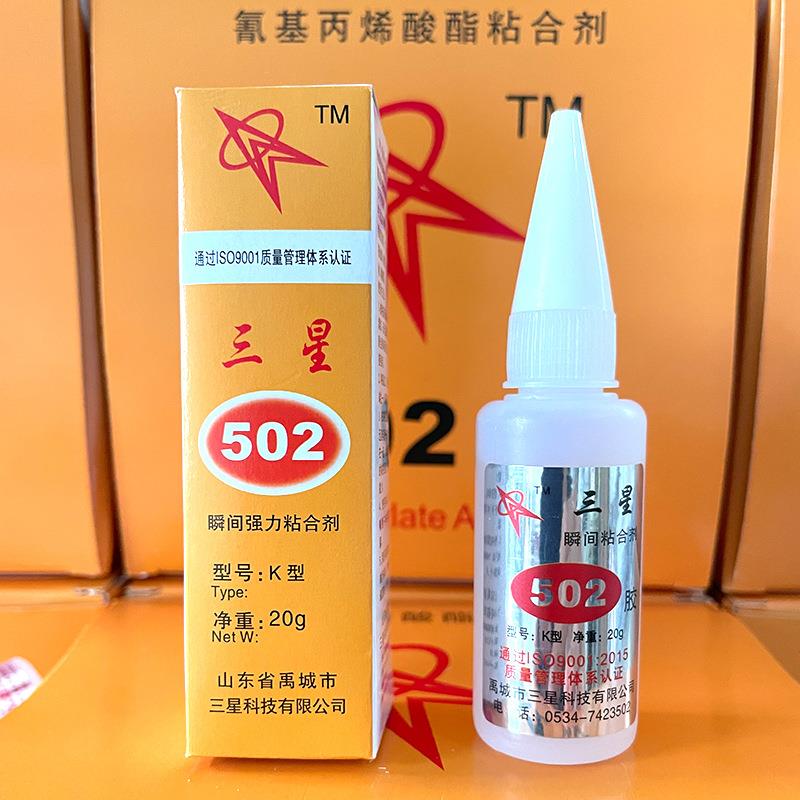 氰基丙烯酸酯粘合剂
TM
通过ISO9001质量管理体系认证
三星
502
瞬间强力粘合剂
型号:K型
Type:
净重:20g
Net W:
山东省禹城市
三星科技有限公司
TM
02
late A
TM
三星
瞬间粘合剂
502胶
型号:K型 净重:20g
通过ISO9001:2015
质量管理体系认证
禹城市三星科技有限公司
电 话:0534-7423502